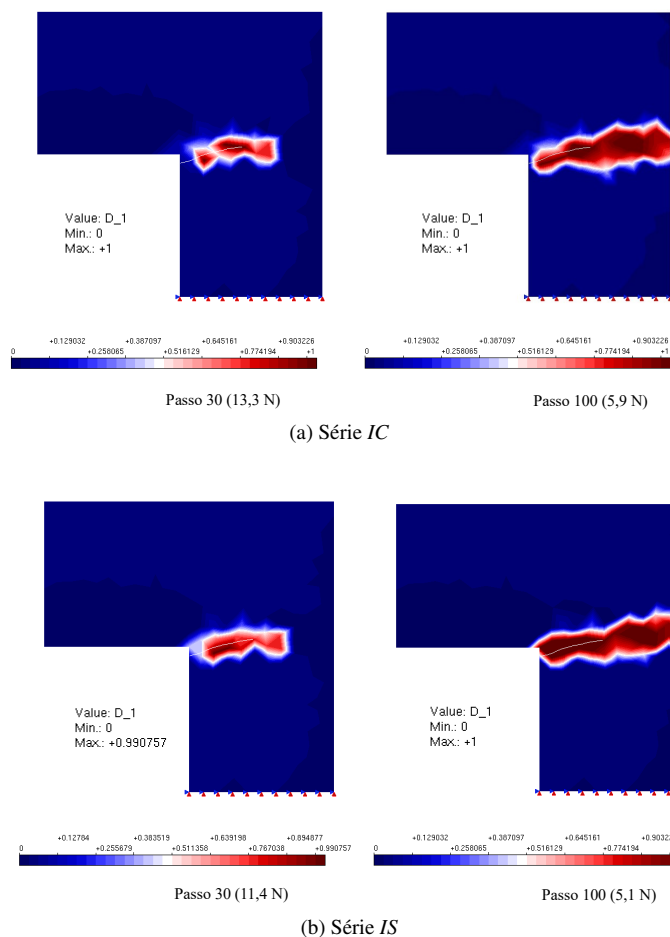 Value: D_1
Min.: 0
Max.: +1
Value: D_1
Min.: 0
Max.: +1
+0.129032 +0.387097 +0.645161 +0.903226
0 +0.258065 +0.516129 +0.774194 +1
+0.129032 +0.387097 +0.645161 +0.903226
0 +0.258065 +0.516129 +0.774194 +1
Passo 30 (13,3 N)
Passo 100 (5,9 N)
(a) Série IC
Value: D_1
Min.: 0
Max.: +0.990757
Value: D_1
Min.: 0
Max.: +1
+0.12784 +0.383519 +0.639198 +0.894877
0 +0.255679 +0.511358 +0.767038 +0.990757
+0.129032 +0.387097 +0.645161
0 +0.258065 +0.516129 +0.774194 +1
Passo 30 (11,4 N)
Passo 100 (5,1 N)
(b) Série IS